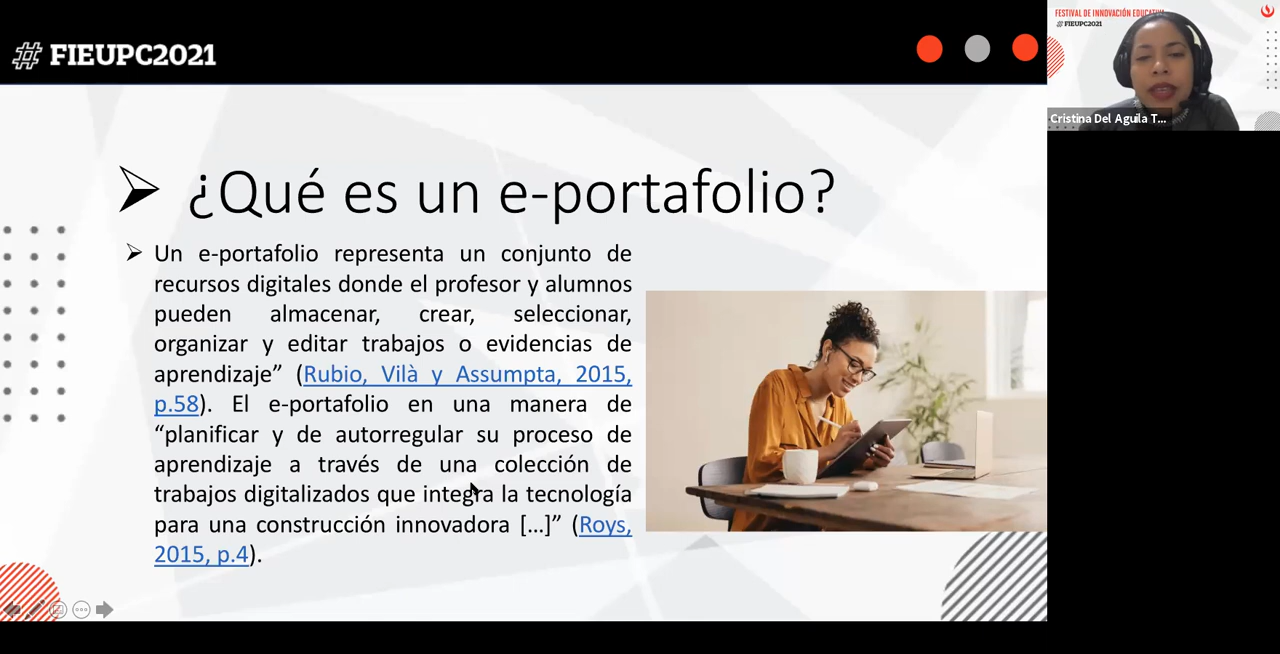 # FIEUPC2021
FESTIVAL DE INNOVACIÓN EDUCATIVA
# FIEUPC2021
Cristina Del Aguila T...
¿Qué es un e-portafolio?
Un e-portafolio representa un conjunto de
recursos digitales donde el profesor y alumnos
pueden almacenar, crear, seleccionar,
organizar y editar trabajos o evidencias de
aprendizaje” (Rubio, Vilà y Assumpta, 2015,
p.58). El e-portafolio en una manera de
“planificar y de autorregular su proceso de
aprendizaje a través de una colección de
trabajos digitalizados que integra la tecnología
para una construcción innovadora [...]” (Roys,
2015, p.4).